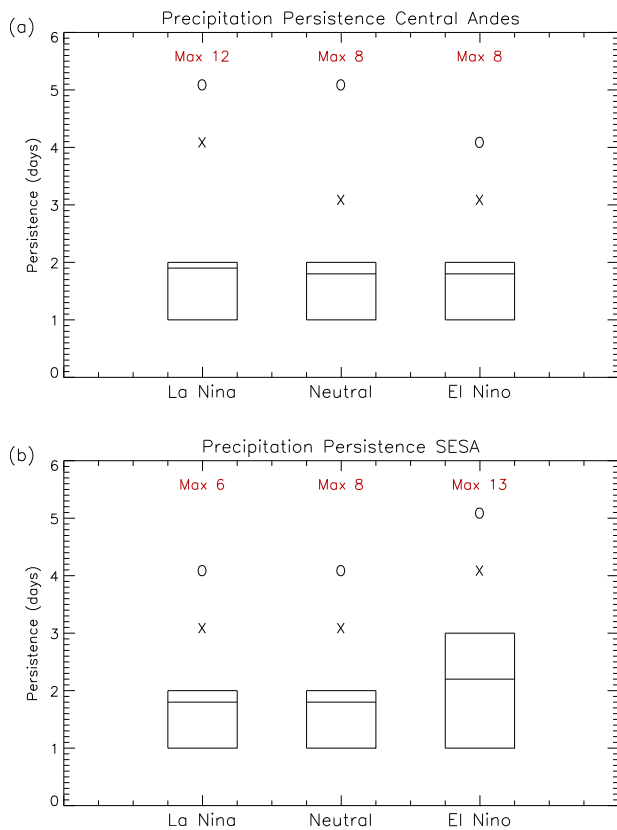 (a)
Precipitation Persistence Central Andes
6
Max 12 Max 8 Max 8
O O
5
X O
4
X X
3
Persistence (days)
2
1
0
La Nina Neutral El Nino
(b)
Precipitation Persistence SESA
6
Max 6 Max 8 Max 13
O
5
O O X
4
X X
3
Persistence (days)
2
1
0
La Nina Neutral El Nino